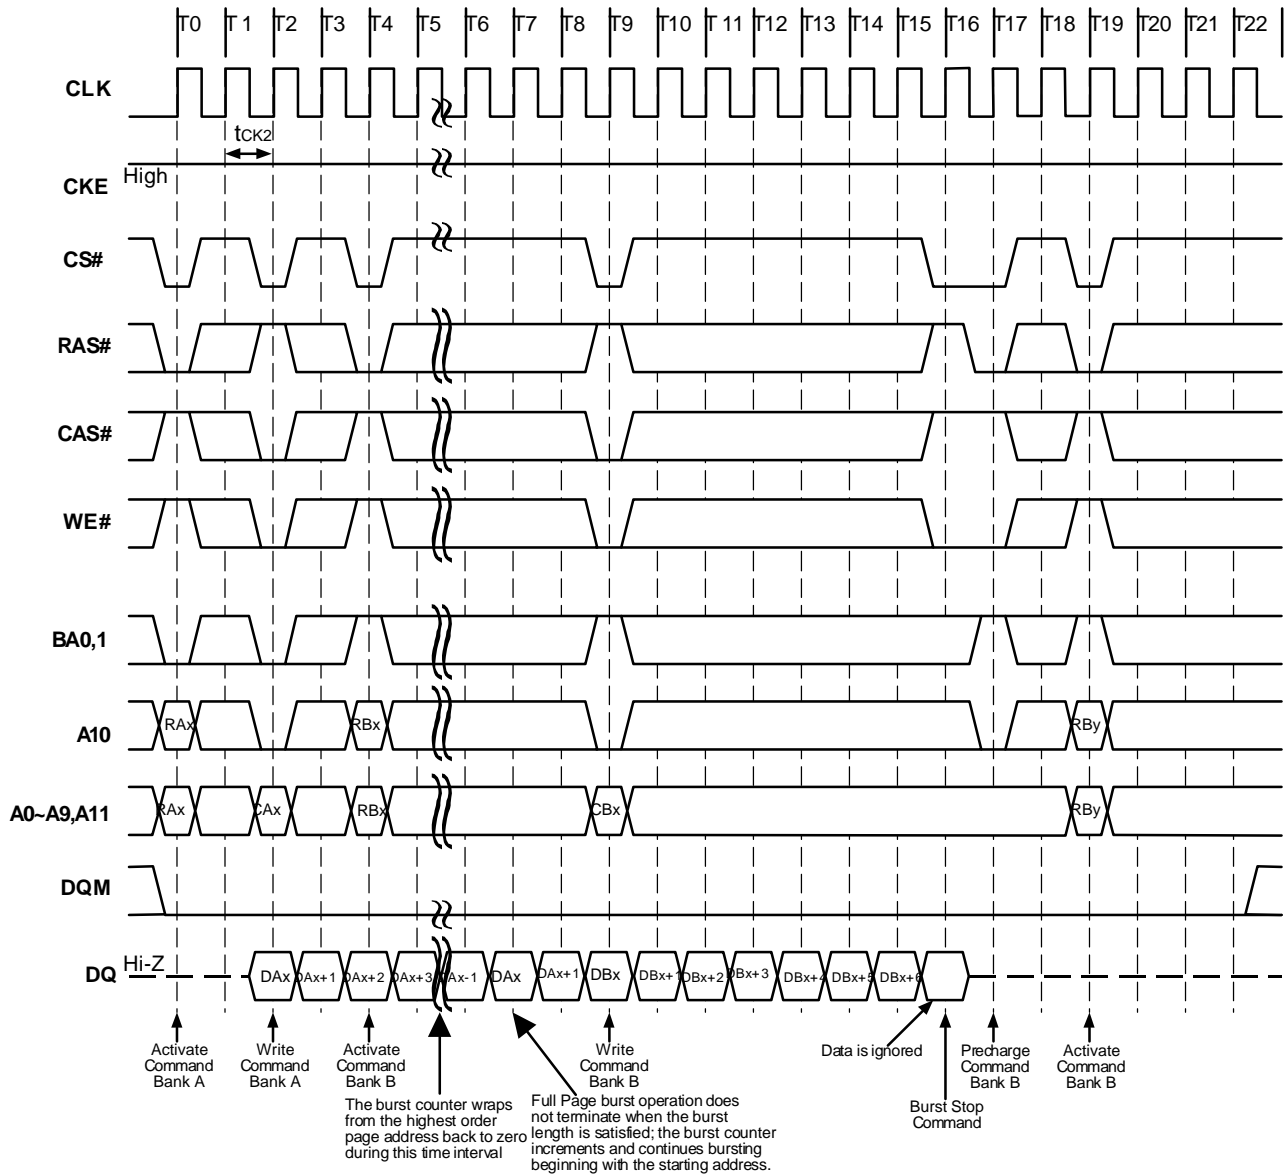 T0 T 1 T2 T3 T4 T5 T6 T7 T8 T9 T10 T 11 T12 T13 T14 T15 T16 T17 T18 T19 T20 T21 T22
CLK
tCK2
High
CKE
CS#
RAS#
CAS#
WE#
BA0,1
A10
RAx RBx RBy
A0~A9,A11
RAx CAx RBx CBx RBy
DQM
DQ
Hi-Z
DAx DAx+1 DAx+2 DAx+3 DAx-1 DAx DAx+1 DBx DBx+1 DBx+2 DBx+3 DBx+4 DBx+5 DBx+6
Activate
Command
Bank A
Write
Command
Bank A
Activate
Command
Bank B
The burst counter wraps
from the highest order
page address back to zero
during this time interval
Full Page burst operation does
not terminate when the burst
length is satisfied; the burst counter
increments and continues bursting
beginning with the starting address.
Write
Command
Bank B
Data is ignored
Burst Stop
Command
Precharge
Command
Bank B
Activate
Command
Bank B